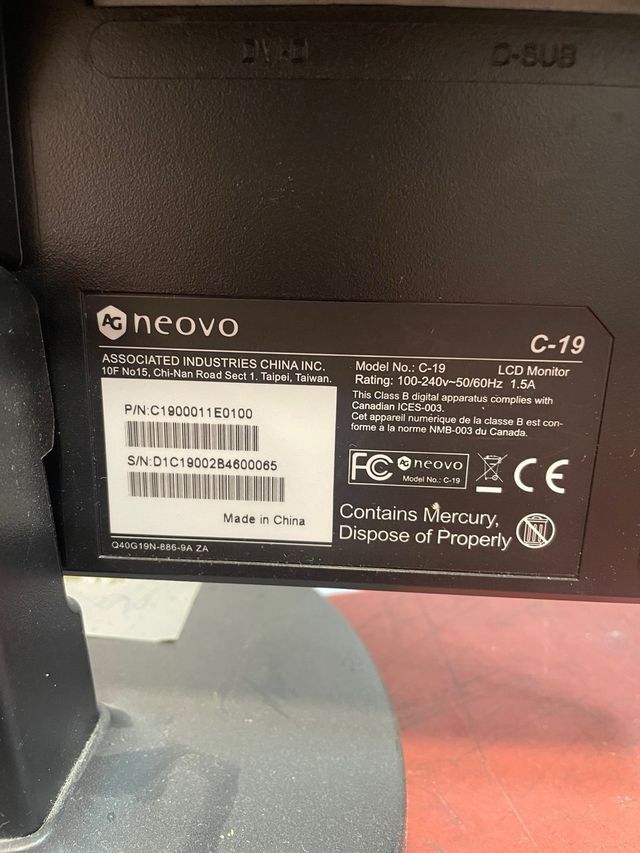 DVI-D
D-SUB
AG neovo
C-19
ASSOCIATED INDUSTRIES CHINA INC.
10F No15, Chi-Nan Road Sect 1. Taipei, Taiwan.
P/N:C1900011E0100
S/N:D1C19002B4600065
Made in China
Q40G19N-886-9A ZA
Model No.: C-19 LCD Monitor
Rating: 100-240v~50/60Hz 1.5A
This Class B digital apparatus complies with
Canadian ICES-003.
Cet appareil numérique de la classe B est con-
forme à la norme NMB-003 du Canada.
FC AG neovo
Model No.: C-19
CE
Contains Mercury,
Dispose of Properly